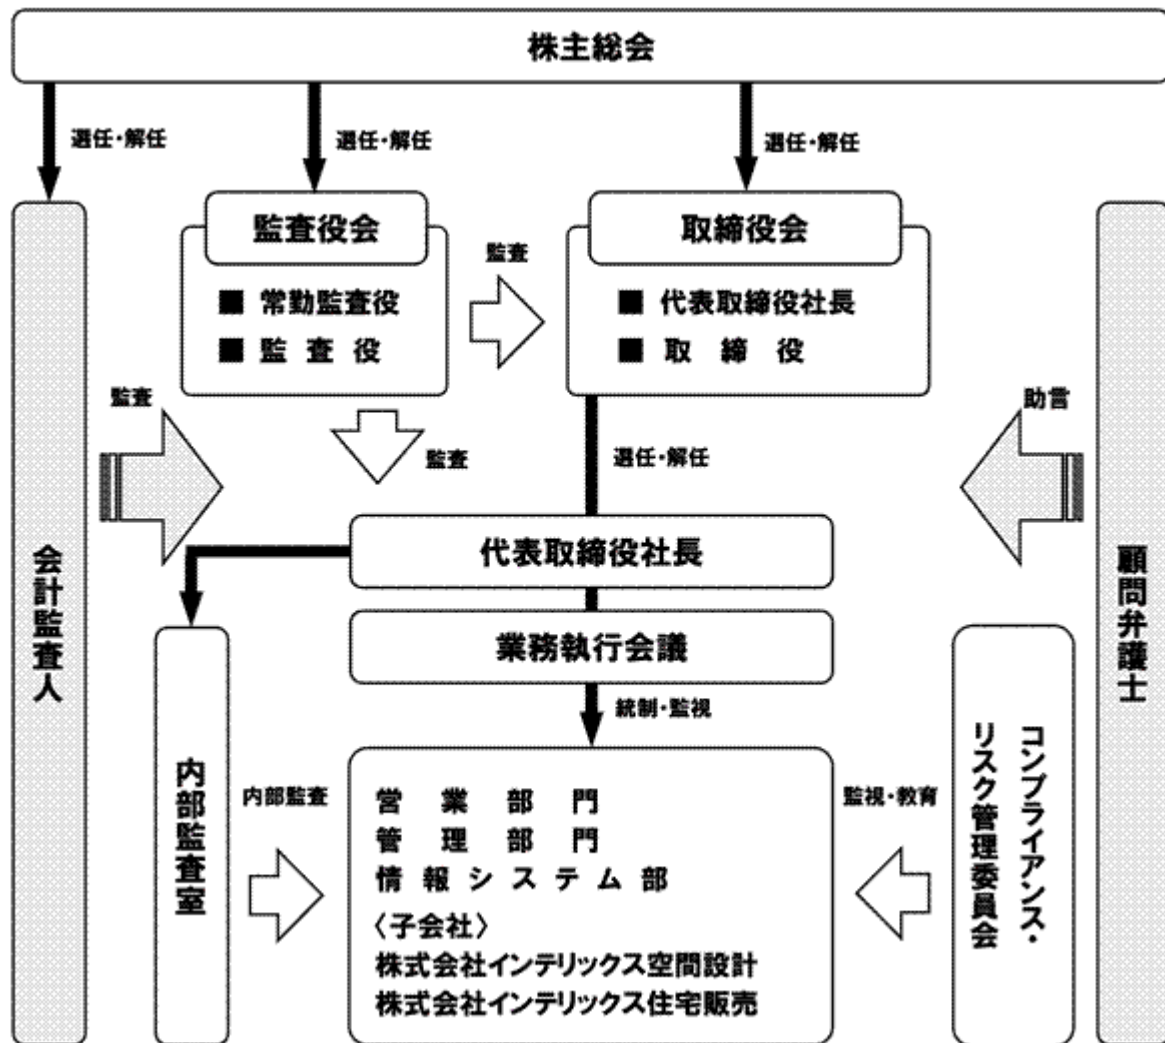 株主総会
選任・解任
選任・解任
選任・解任
監査役会
■ 常勤監査役
■ 監査役
監査
取締役会
■ 代表取締役社長
■ 取締役
監査
監査
選任・解任
助言
会計監査人
代表取締役社長
業務執行会議
統制・監視
顧問弁護士
内部監査室
内部監査
営業部門
管理部門
情報システム部
〈子会社〉
株式会社インテリックス空間設計
株式会社インテリックス住宅販売
監視・教育
コンプライアンス・
リスク管理委員会